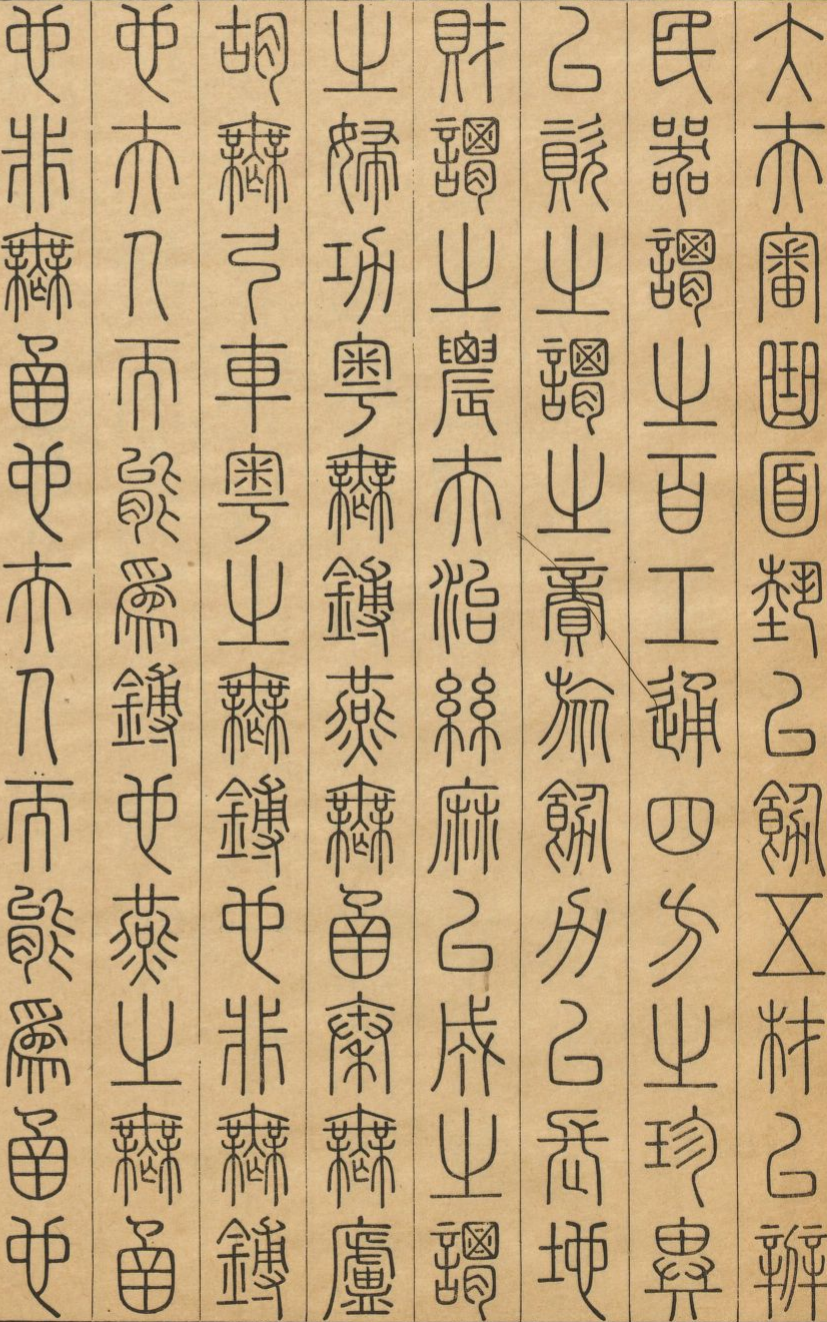 大夫審曲面埶以飭五材以辨
民器謂之百工通四方之珍異
以資之謂之商旅飭力以長地
財謂之農夫治絲麻以成之謂
之婦功粵無鎛燕無函秦無廬
胡無弓車粵之無鎛也非無鎛
也夫人而能爲鎛也燕之無函
也非無函也夫人而能爲函也